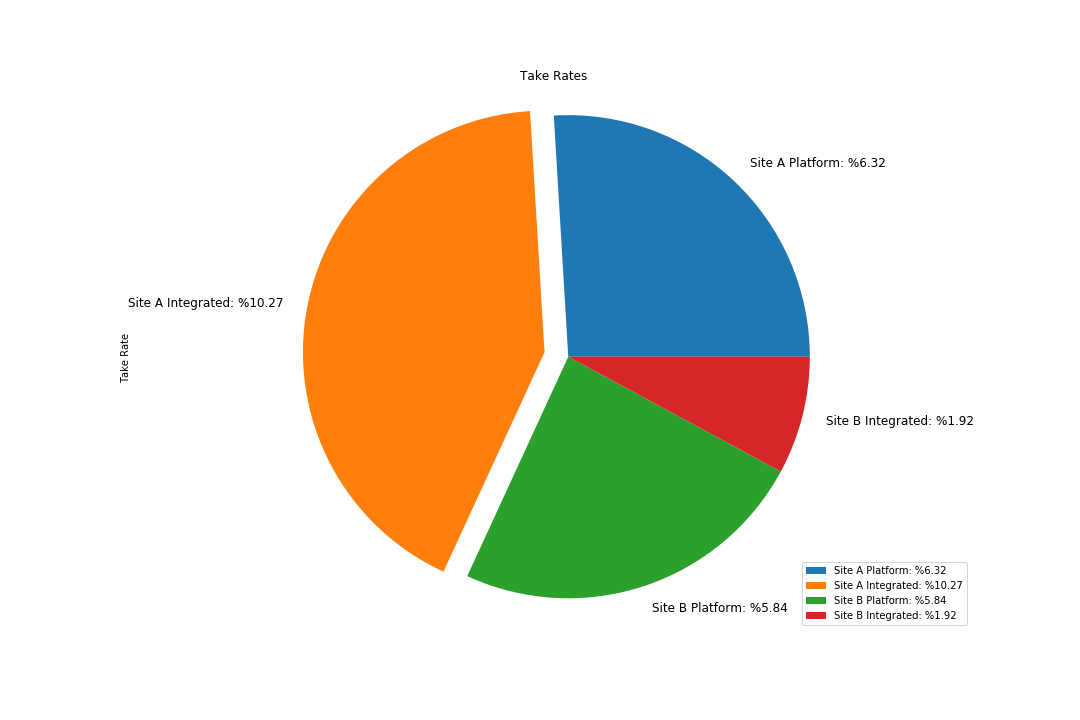 Take Rates
Site A Platform: %6.32
Site A Integrated: %10.27
Take Rate
Site B Integrated: %1.92
Site B Platform: %5.84
Site A Platform: %6.32
Site A Integrated: %10.27
Site B Platform: %5.84
Site B Integrated: %1.92